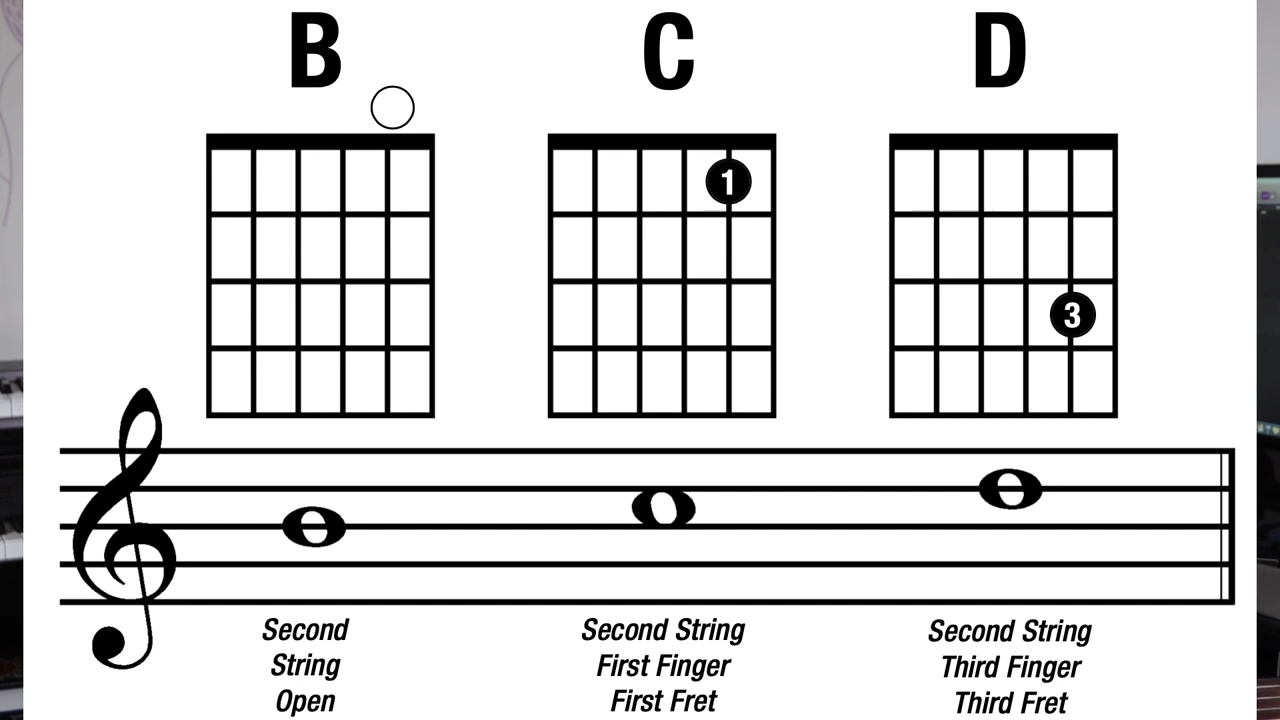 B C D
1
3
Second
String
Open
Second String
First Finger
First Fret
Second String
Third Finger
Third Fret